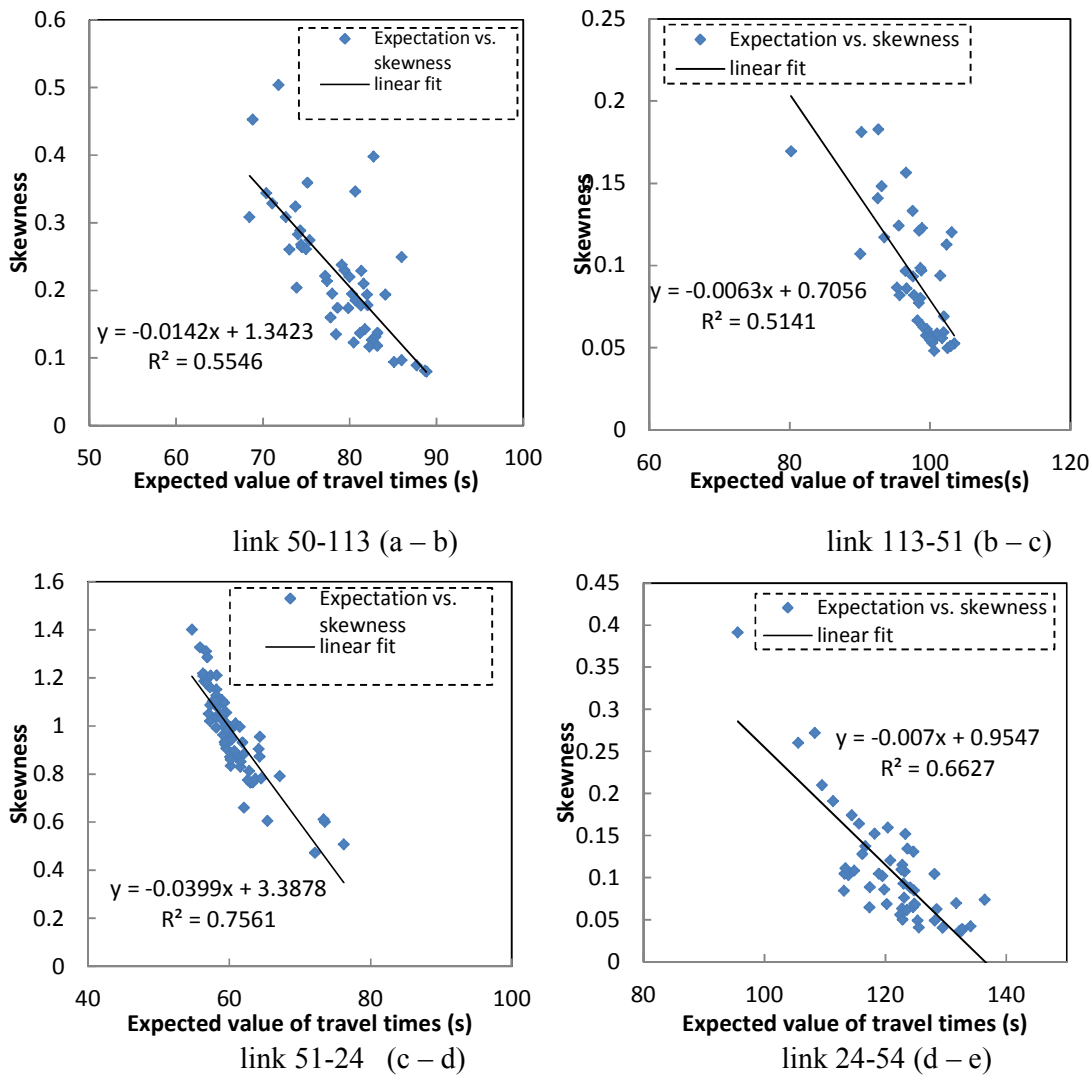 0.6
0.5
0.4
0.3
0.2
0.1
0
Skewness
Expectation vs.
skewness
linear fit
y = -0.0142x + 1.3423
R² = 0.5546
50 60 70 80 90 100
Expected value of travel times (s)
link 50-113 (a – b)
0.25
0.2
0.15
0.1
0.05
0
Skewness
Expectation vs. skewness
linear fit
y = -0.0063x + 0.7056
R² = 0.5141
60 80 100 120
Expected value of travel times(s)
link 113-51 (b – c)
1.6
1.4
1.2
1.0
0.8
0.6
0.4
0.2
0
Skewness
Expectation vs.
skewness
linear fit
y = -0.0399x + 3.3878
R² = 0.7561
40 60 80 100
Expected value of travel times (s)
link 51-24 (c – d)
0.45
0.4
0.35
0.3
0.25
0.2
0.15
0.1
0.05
0
Skewness
Expectation vs. skewness
linear fit
y = -0.007x + 0.9547
R² = 0.6627
100 120 140
Expected value of travel times (s)
link 24-54 (d – e)